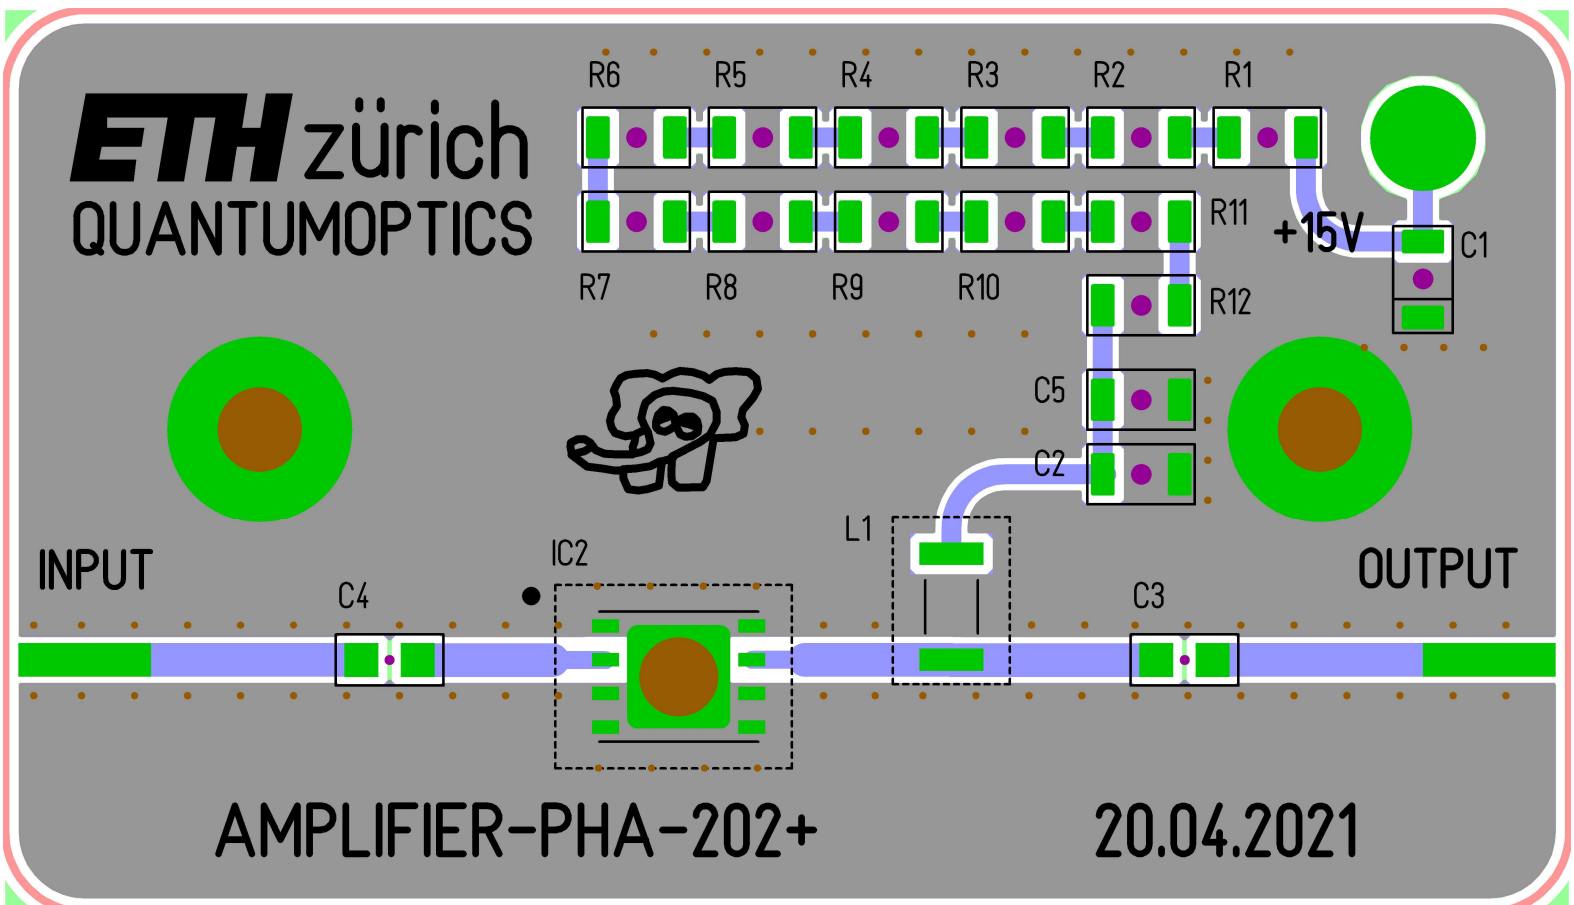 R6 R5 R4 R3 R2 R1
ETH zürich
QUANTUMOPTICS
R11
+15V
C1
R7 R8 R9 R10
R12
C5
C2
L1
IC2
INPUT
OUTPUT
C4
C3
AMPLIFIER-PHA-202+
20.04.2021